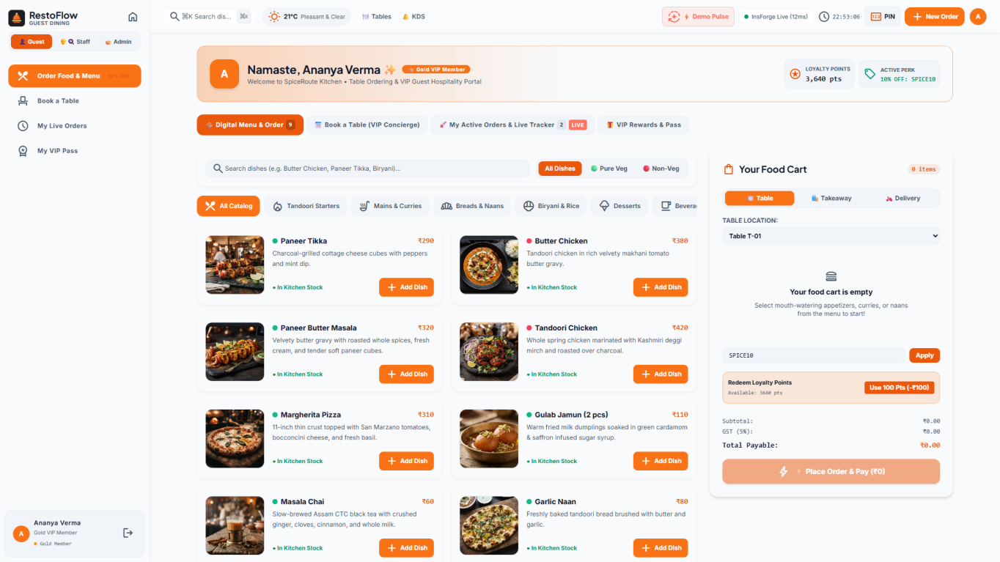 RestoFlow
GUEST DINING
Guest
Staff
Admin
Order Food & Menu
Book a Table
My Live Orders
My VIP Pass
A
Ananya Verma
Gold VIP Member
Gold Member
⌘K Search dis...
⌘K
21°C Pleasant & Clear
Tables
KDS
Demo Pulse
InsForge Live (12ms)
22:53:06
123 PIN
New Order
A
A
Namaste, Ananya Verma
Gold VIP Member
Welcome to SpiceRoute Kitchen • Table Ordering & VIP Guest Hospitality Portal
LOYALTY POINTS
3,640 pts
ACTIVE PERK
10% OFF: SPICE10
Digital Menu & Order 9
Book a Table (VIP Concierge)
My Active Orders & Live Tracker 2 LIVE
VIP Rewards & Pass
Search dishes (e.g. Butter Chicken, Paneer Tikka, Biryani)...
All Dishes
Pure Veg
Non-Veg
All Catalog
Tandoori Starters
Mains & Curries
Breads & Naans
Biryani & Rice
Desserts
Bevera
Paneer Tikka ₹290
Charcoal-grilled cottage cheese cubes with peppers
and mint dip.
• In Kitchen Stock
Add Dish
Butter Chicken ₹380
Tandoori chicken in rich velvety makhani tomato
butter gravy.
• In Kitchen Stock
Add Dish
Paneer Butter Masala ₹320
Velvety butter gravy with roasted whole spices, fresh
cream, and tender soft paneer cubes.
• In Kitchen Stock
Add Dish
Tandoori Chicken ₹420
Whole spring chicken marinated with Kashmiri deggi
mirch and roasted over charcoal.
• In Kitchen Stock
Add Dish
Margherita Pizza ₹310
11-inch thin crust topped with San Marzano tomatoes,
bocconcini cheese, and fresh basil.
• In Kitchen Stock
Add Dish
Gulab Jamun (2 pcs) ₹110
Warm fried milk dumplings soaked in green cardamom
& saffron infused sugar syrup.
• In Kitchen Stock
Add Dish
Masala Chai ₹60
Slow-brewed Assam CTC black tea with crushed
ginger, cloves, cinnamon, and whole milk.
• In Kitchen Stock
Add Dish
Garlic Naan ₹80
Freshly baked tandoori bread brushed with butter and
garlic.
• In Kitchen Stock
Add Dish
Your Food Cart
0 items
Table
Takeaway
Delivery
TABLE LOCATION:
Table T-01
Your food cart is empty
Select mouth-watering appetizers, curries, or naans
from the menu to start!
SPICE10
Apply
Redeem Loyalty Points
Available: 3640 pts
Use 100 Pts (-₹100)
Subtotal: ₹0.00
GST (5%): ₹0.00
Total Payable: ₹0.00
Place Order & Pay (₹0)